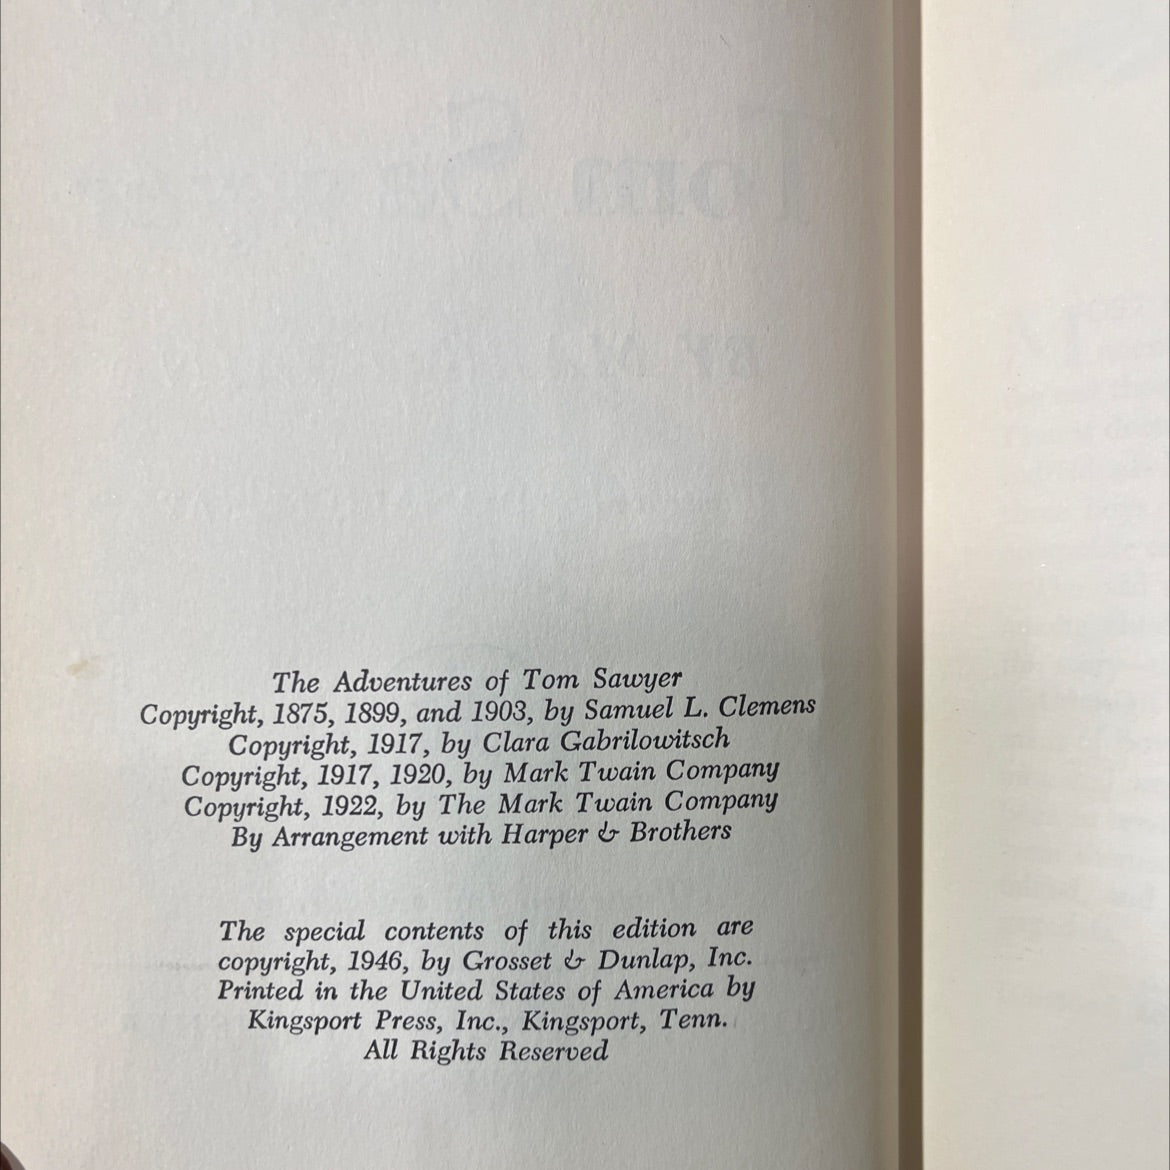 The Adventures of Tom Sawyer
Copyright, 1875, 1899, and 1903, by Samuel L. Clemens
Copyright, 1917, by Clara Gabrilowitsch
Copyright, 1917, 1920, by Mark Twain Company
Copyright, 1922, by The Mark Twain Company
By Arrangement with Harper & Brothers
The special contents of this edition are
copyright, 1946, by Grosset & Dunlap, Inc.
Printed in the United States of America by
Kingsport Press, Inc., Kingsport, Tenn.
All Rights Reserved